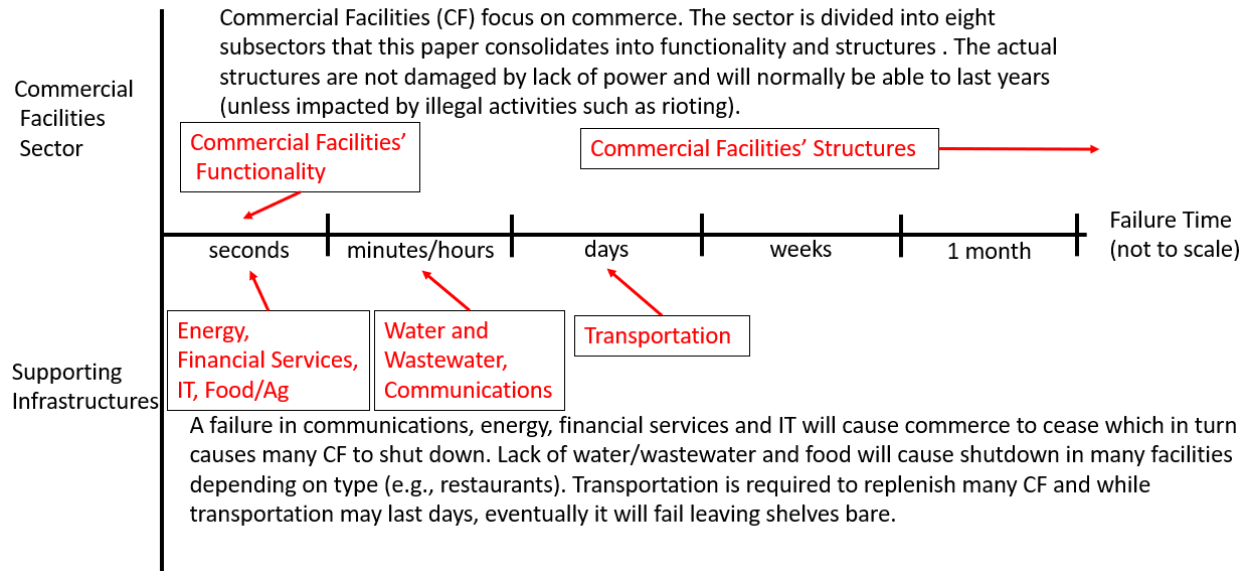 Commercial Facilities (CF) focus on commerce. The sector is divided into eight
subsectors that this paper consolidates into functionality and structures . The actual
structures are not damaged by lack of power and will normally be able to last years
(unless impacted by illegal activities such as rioting).
Commercial
Facilities
Sector
Commercial Facilities’
Functionality
Commercial Facilities’ Structures
seconds
minutes/hours
days
weeks
1 month
Failure Time
(not to scale)
Energy,
Financial Services,
IT, Food/Ag
Water and
Wastewater,
Communications
Transportation
Supporting
Infrastructures
A failure in communications, energy, financial services and IT will cause commerce to cease which in turn
causes many CF to shut down. Lack of water/wastewater and food will cause shutdown in many facilities
depending on type (e.g., restaurants). Transportation is required to replenish many CF and while
transportation may last days, eventually it will fail leaving shelves bare.